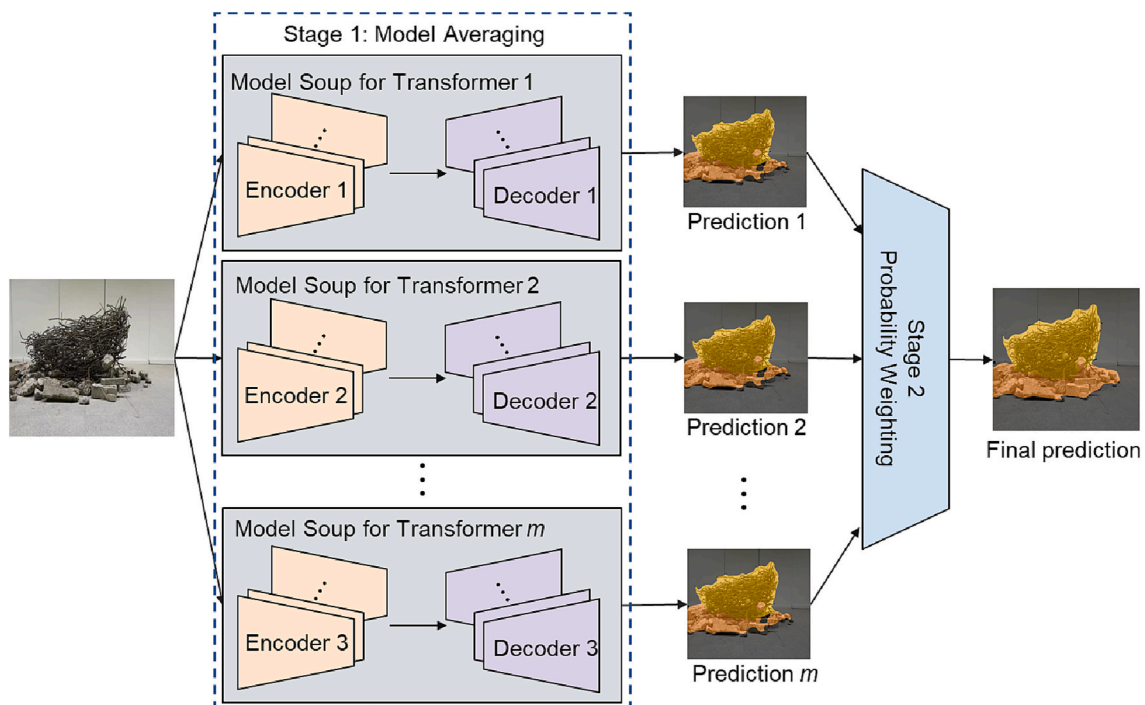 Stage 1: Model Averaging
Model Soup for Transformer 1
Encoder 1
Decoder 1
Prediction 1
Model Soup for Transformer 2
Encoder 2
Decoder 2
Prediction 2
Model Soup for Transformer m
Encoder 3
Decoder 3
Prediction m
Stage 2
Probability Weighting
Final prediction